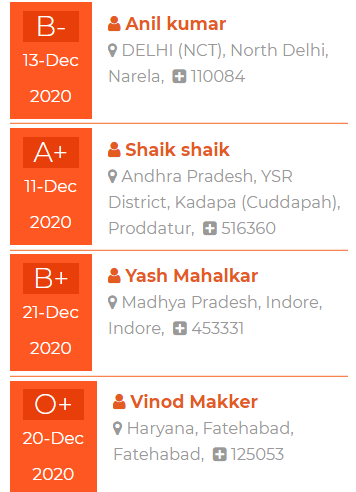 B-
13-Dec
2020
Anil kumar
DELHI (NCT), North Delhi,
Narela, 110084
A+
11-Dec
2020
Shaik shaik
Andhra Pradesh, YSR
District, Kadapa (Cuddapah),
Proddatur, 516360
B+
21-Dec
2020
Yash Mahalkar
Madhya Pradesh, Indore,
Indore, 453331
O+
20-Dec
2020
Vinod Makker
Haryana, Fatehabad,
Fatehabad, 125053